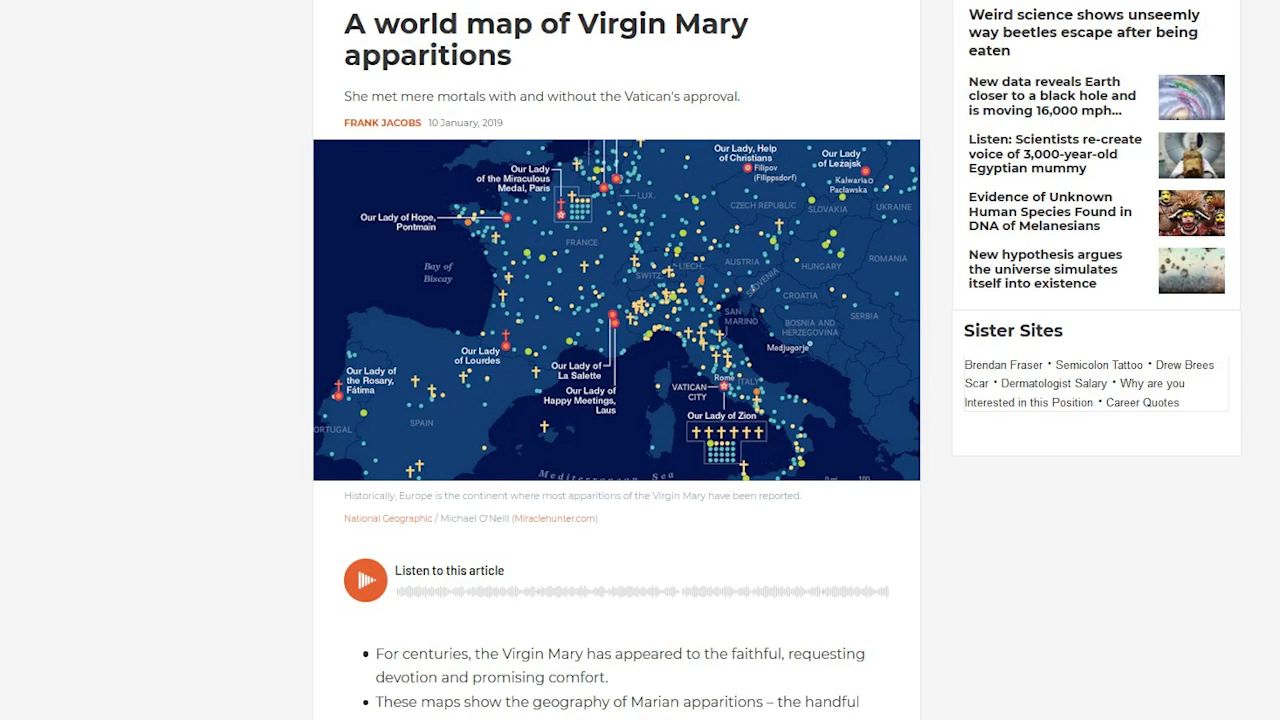 A world map of Virgin Mary
apparitions
She met mere mortals with and without the Vatican's approval.
FRANK JACOBS 10 January, 2019
Our Lady
of the Miraculous
Medal, Paris
Our Lady, Help
of Christians
Filipov
(Filippsdorf)
Our Lady
of Lezajsk
Kalwaria
Pacławska
LUX.
CZECH REPUBLIC
SLOVAKIA
UKRAINE
Our Lady of Hope,
Pontmain
FRANCE
Bay of
Biscay
SWITZ.
LIECH.
AUSTRIA
HUNGARY
ROMANIA
SLOVENIA
CROATIA
SAN
MARINO
BOSNIA AND
HERZEGOVINA
SERBIA
Medjugorje
Our Lady
of Lourdes
Our Lady of
La Salette
Our Lady of
the Rosary,
Fátima
Our Lady of
Happy Meetings,
Laus
Rome
ITALY
VATICAN
CITY
Our Lady of Zion
ORTUGAL
SPAIN
Mediterranean Sea
0 mi 100
Historically, Europe is the continent where most apparitions of the Virgin Mary have been reported.
National Geographic / Michael O'Neill (Miraclehunter.com)
Listen to this article
• For centuries, the Virgin Mary has appeared to the faithful, requesting
devotion and promising comfort.
• These maps show the geography of Marian apparitions – the handful
Weird science shows unseemly
way beetles escape after being
eaten
New data reveals Earth
closer to a black hole and
is moving 16,000 mph...
Listen: Scientists re-create
voice of 3,000-year-old
Egyptian mummy
Evidence of Unknown
Human Species Found in
DNA of Melanesians
New hypothesis argues
the universe simulates
itself into existence
Sister Sites
Brendan Fraser • Semicolon Tattoo • Drew Brees
Scar • Dermatologist Salary • Why are you
Interested in this Position • Career Quotes